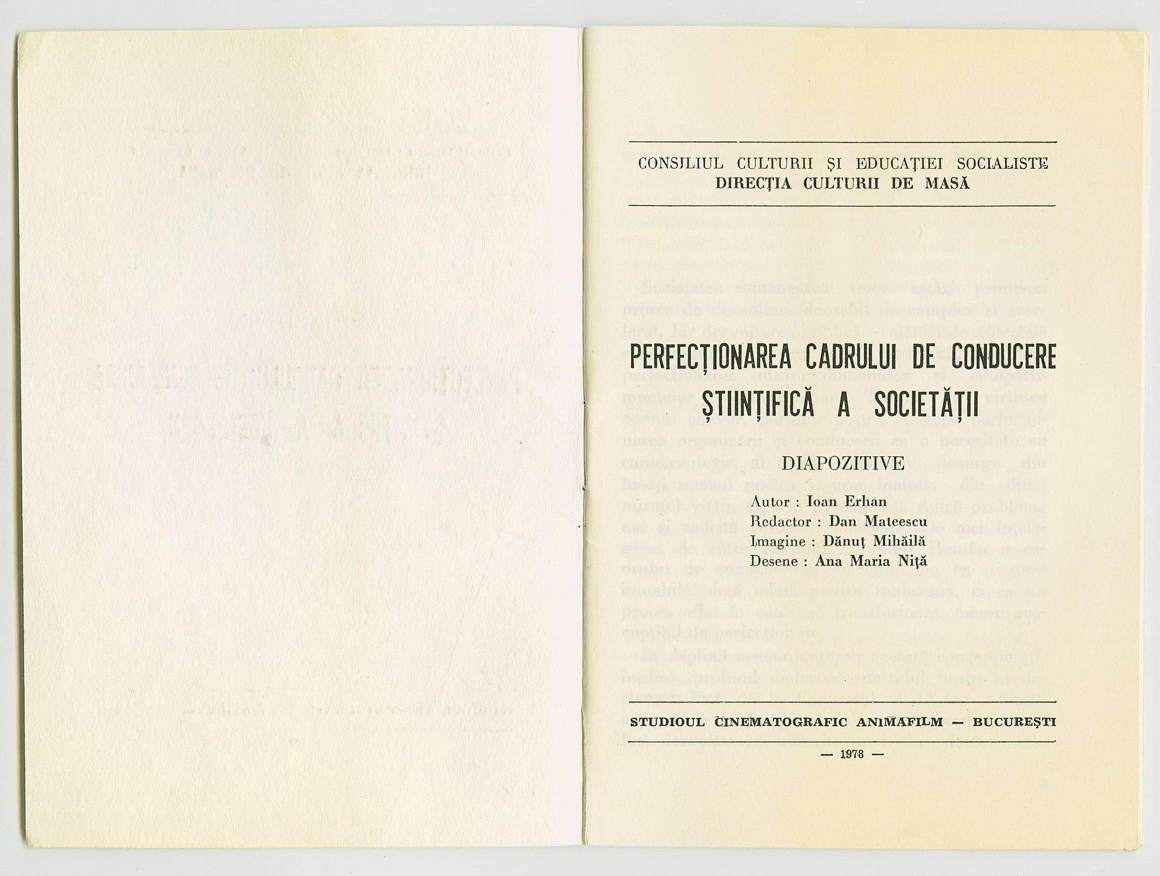 CONSILIUL CULTURII ȘI EDUCAȚIEI SOCIALISTE
DIRECȚIA CULTURII DE MASĂ
PERFECȚIONAREA CADRULUI DE CONDUCERE
ȘTIINȚIFICĂ A SOCIETĂȚII
DIAPOZITIVE
Autor : Ioan Erhan
Redactor : Dan Mateescu
Imagine : Dănuț Mihăilă
Desene : Ana Maria Niță
STUDIOUL CINEMATOGRAFIC ANIMAFILM — BUCUREȘTI
— 1978 —